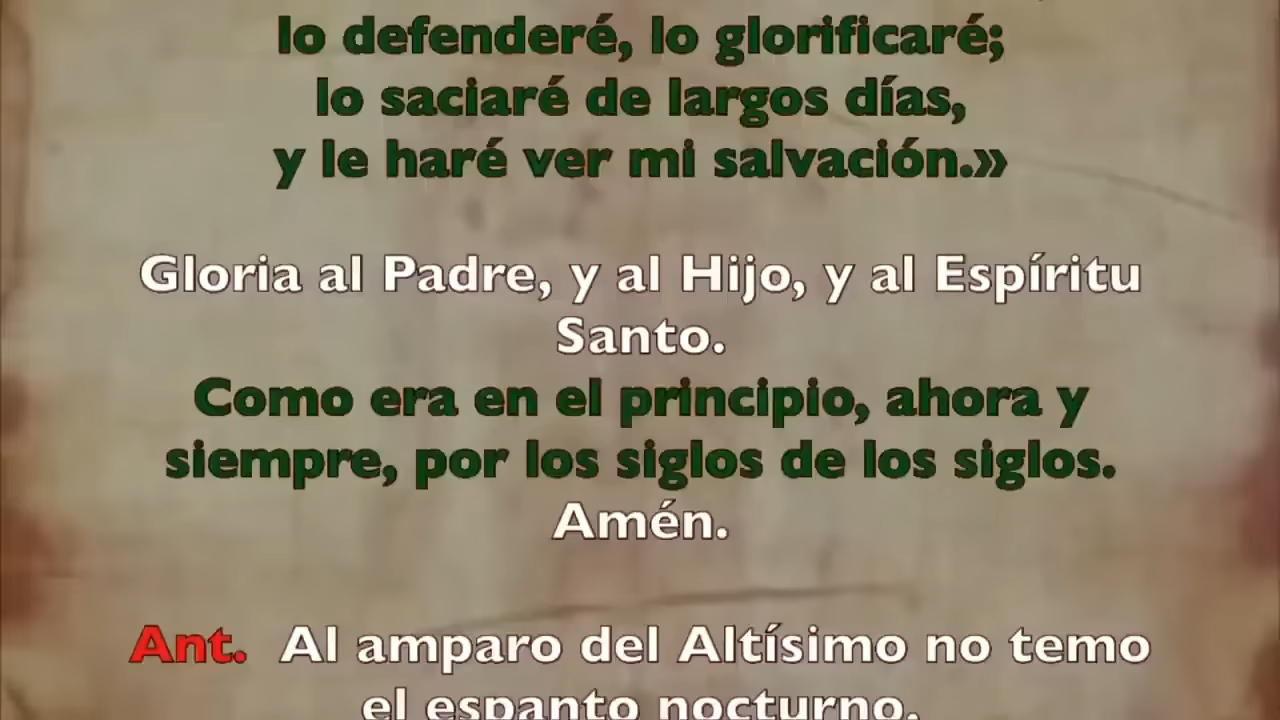 lo defenderé, lo glorificaré;
lo saciaré de largos días,
y le haré ver mi salvación.»
Gloria al Padre, y al Hijo, y al Espíritu
Santo.
Como era en el principio, ahora y
siempre, por los siglos de los siglos.
Amén.
Ant. Al amparo del Altísimo no temo
el espanto nocturno.